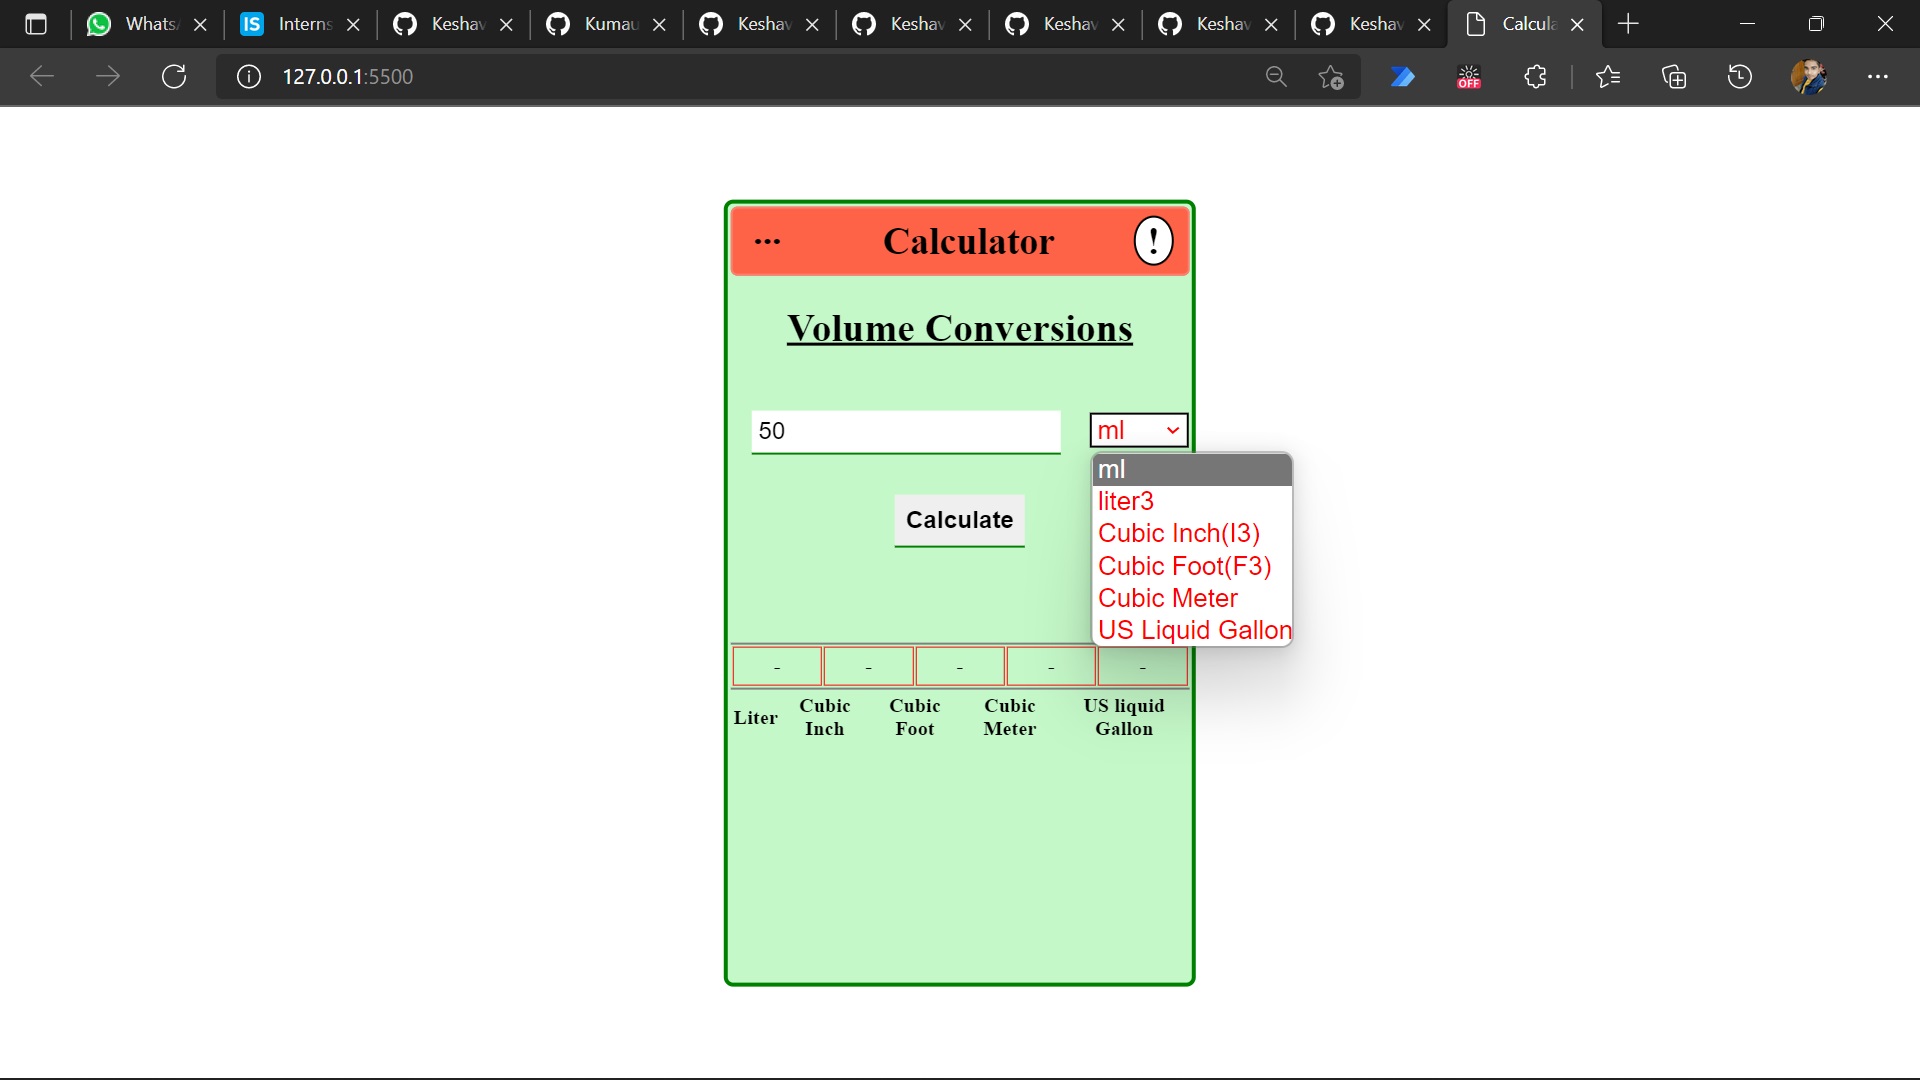 Whats
Interns
Keshav
Kumau
Keshav
Keshav
Keshav
Keshav
Keshav
Calcula
IS
127.0.0.1:5500
OFF
... Calculator !
Volume Conversions
50
ml
ml
liter3
Cubic Inch(I3)
Cubic Foot(F3)
Cubic Meter
US Liquid Gallon
Calculate
- - - - -
Liter
Cubic
Inch
Cubic
Foot
Cubic
Meter
US liquid
Gallon